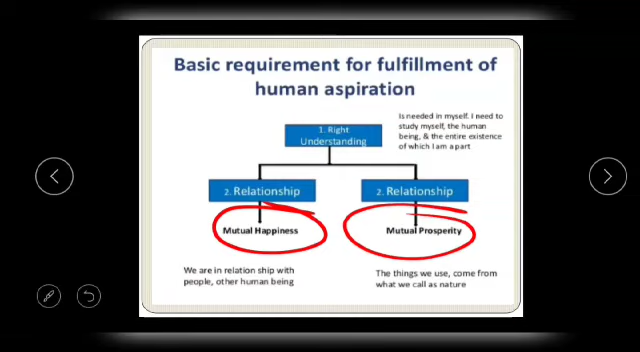 Basic requirement for fulfillment of
human aspiration
Is needed in myself. I need to
study myself, the human
being, & the entire existence
of which I am a part
1. Right
Understanding
2. Relationship
2. Relationship
Mutual Happiness
Mutual Prosperity
We are in relation ship with
people, other human being
The things we use, come from
what we call as nature